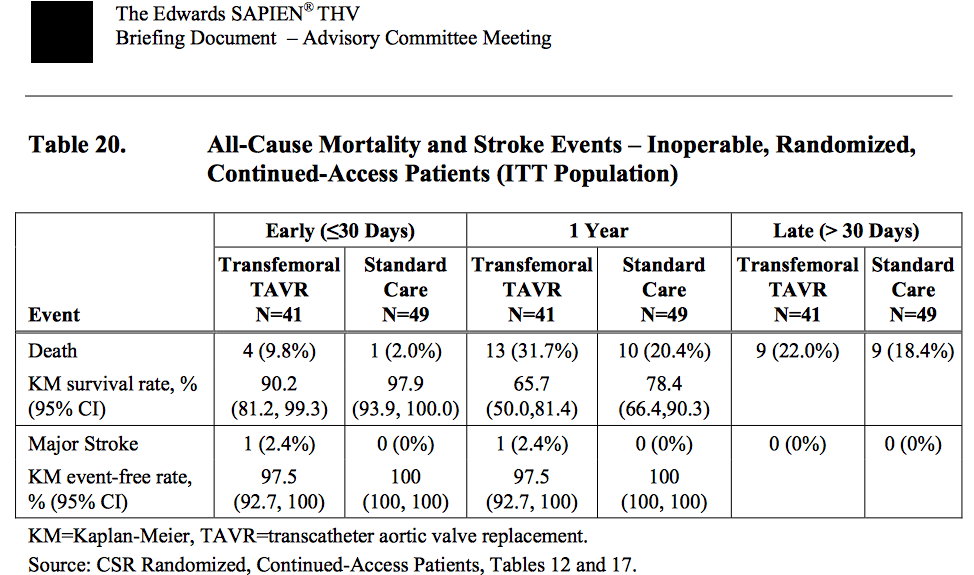 The Edwards SAPIEN® THV
Briefing Document – Advisory Committee Meeting
Table 20. All-Cause Mortality and Stroke Events – Inoperable, Randomized,
Continued-Access Patients (ITT Population)
Early (≤30 Days) 1 Year Late (> 30 Days)
Transfemoral Standard Transfemoral Standard Transfemoral Standard
TAVR Care TAVR Care TAVR Care
Event N=41 N=49 N=41 N=49 N=41 N=49
Death 4 (9.8%) 1 (2.0%) 13 (31.7%) 10 (20.4%) 9 (22.0%) 9 (18.4%)
KM survival rate, % 90.2 97.9 65.7 78.4
(95% CI) (81.2, 99.3) (93.9, 100.0) (50.0,81.4) (66.4,90.3)
Major Stroke 1 (2.4%) 0 (0%) 1 (2.4%) 0 (0%) 0 (0%) 0 (0%)
KM event-free rate, 97.5 100 97.5 100
% (95% CI) (92.7, 100) (100, 100) (92.7, 100) (100, 100)
KM=Kaplan-Meier, TAVR=transcatheter aortic valve replacement.
Source: CSR Randomized, Continued-Access Patients, Tables 12 and 17.